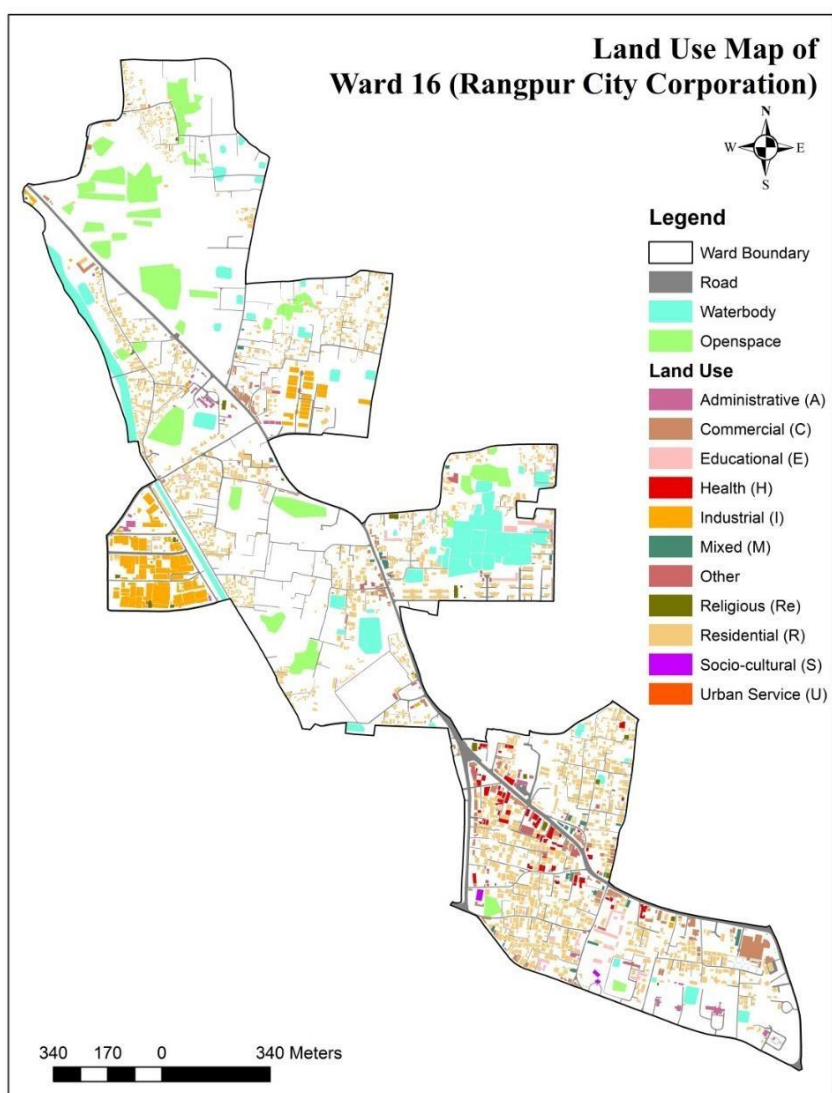 Land Use Map of
Ward 16 (Rangpur City Corporation)
N
W E
S
Legend
Ward Boundary
Road
Waterbody
Openspace
Land Use
Administrative (A)
Commercial (C)
Educational (E)
Health (H)
Industrial (I)
Mixed (M)
Other
Religious (Re)
Residential (R)
Socio-cultural (S)
Urban Service (U)
340 170 0 340 Meters